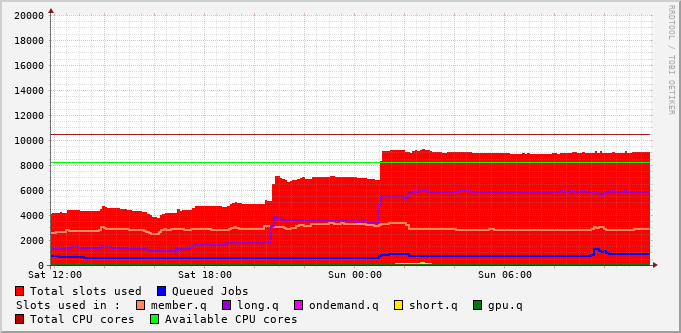 20000
18000
16000
14000
12000
10000
8000
6000
4000
2000
0
Sat 12:00 Sat 18:00 Sun 00:00 Sun 06:00
Total slots used Queued Jobs
Slots used in : member.q long.q ondemand.q short.q gpu.q
Total CPU cores Available CPU cores
RRDTOOL / TOBI OETIKER